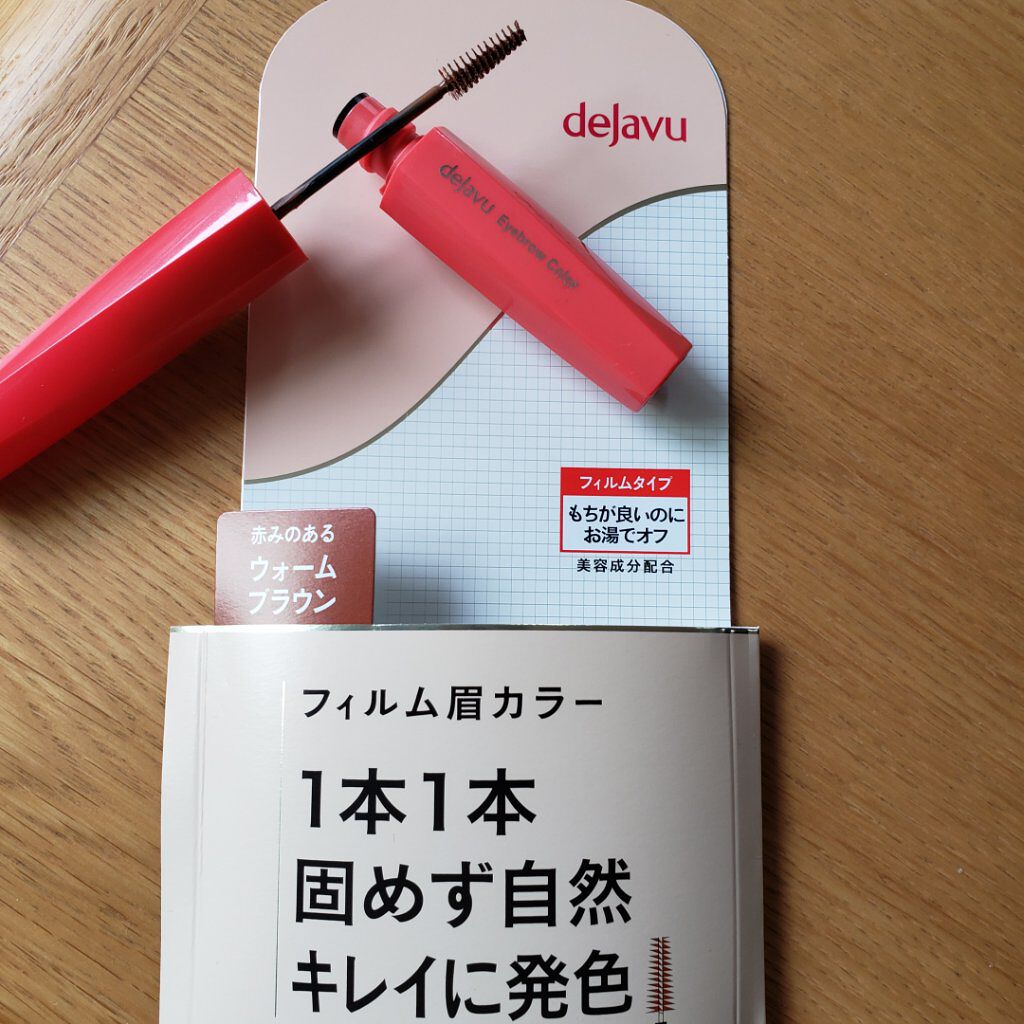 dejavu
dejavu Eyebrow Color
フィルムタイプ
もちが良いのに
お湯でオフ
美容成分配合
赤みのある
ウォーム
ブラウン
フィルム眉カラー
1本1本
固めず自然
キレイに発色